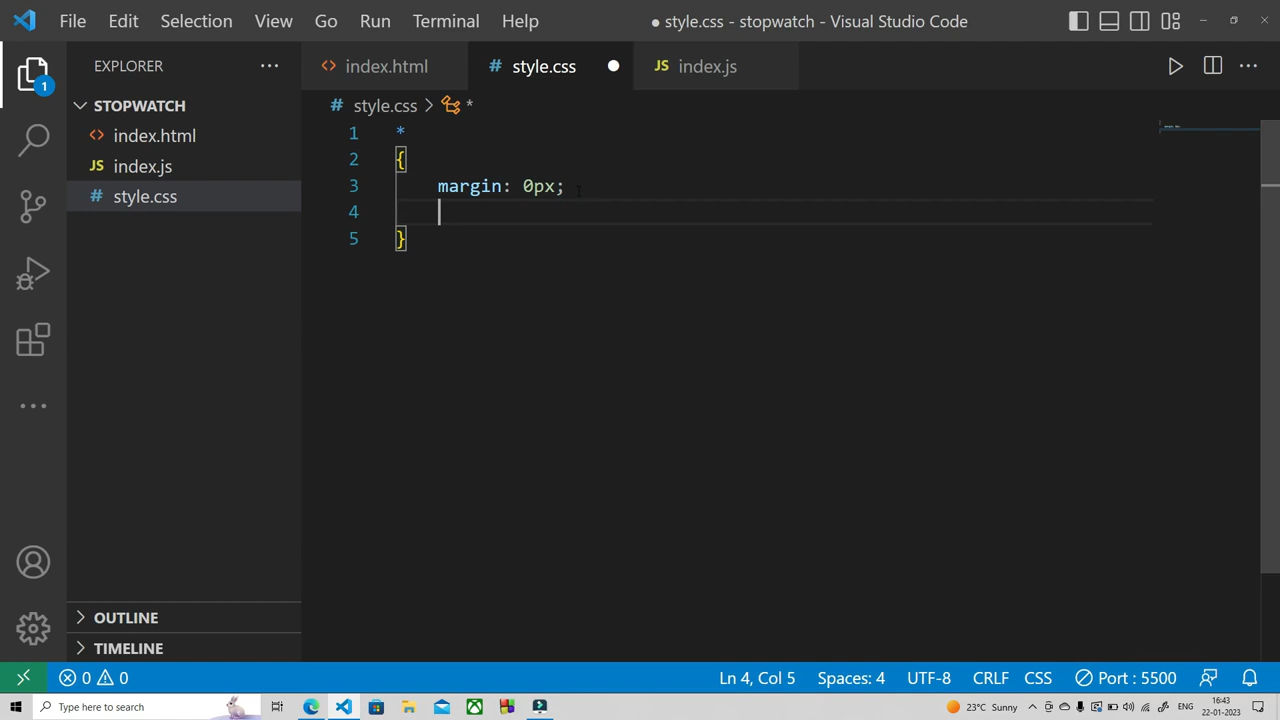 File Edit Selection View Go Run Terminal Help
● style.css - stopwatch - Visual Studio Code
EXPLORER
STOPWATCH
index.html
JS index.js
# style.css
OUTLINE
TIMELINE
1
index.html
# style.css
JS index.js
# style.css > *
1 *
2 {
3 margin: 0px;
4
5 }
0 0
Ln 4, Col 5 Spaces: 4 UTF-8 CRLF CSS Port : 5500
Type here to search
23°C Sunny
ENG
16:43
22-01-2023